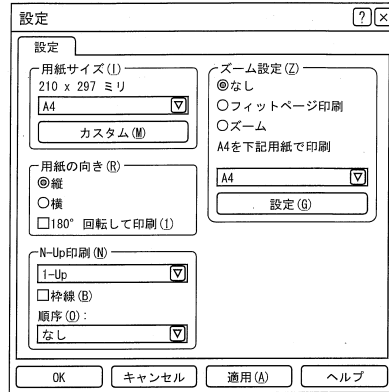 設定
?
×
設定
用紙サイズ(I)
210 x 297 ミリ
A4
カスタム(M)
用紙の向き(R)
縦
横
180° 回転して印刷(1)
N-Up印刷(N)
1-Up
枠線(B)
順序(O):
なし
ズーム設定(Z)
なし
フィットページ印刷
ズーム
A4を下記用紙で印刷
A4
設定(G)
OK
キャンセル
適用(A)
ヘルプ